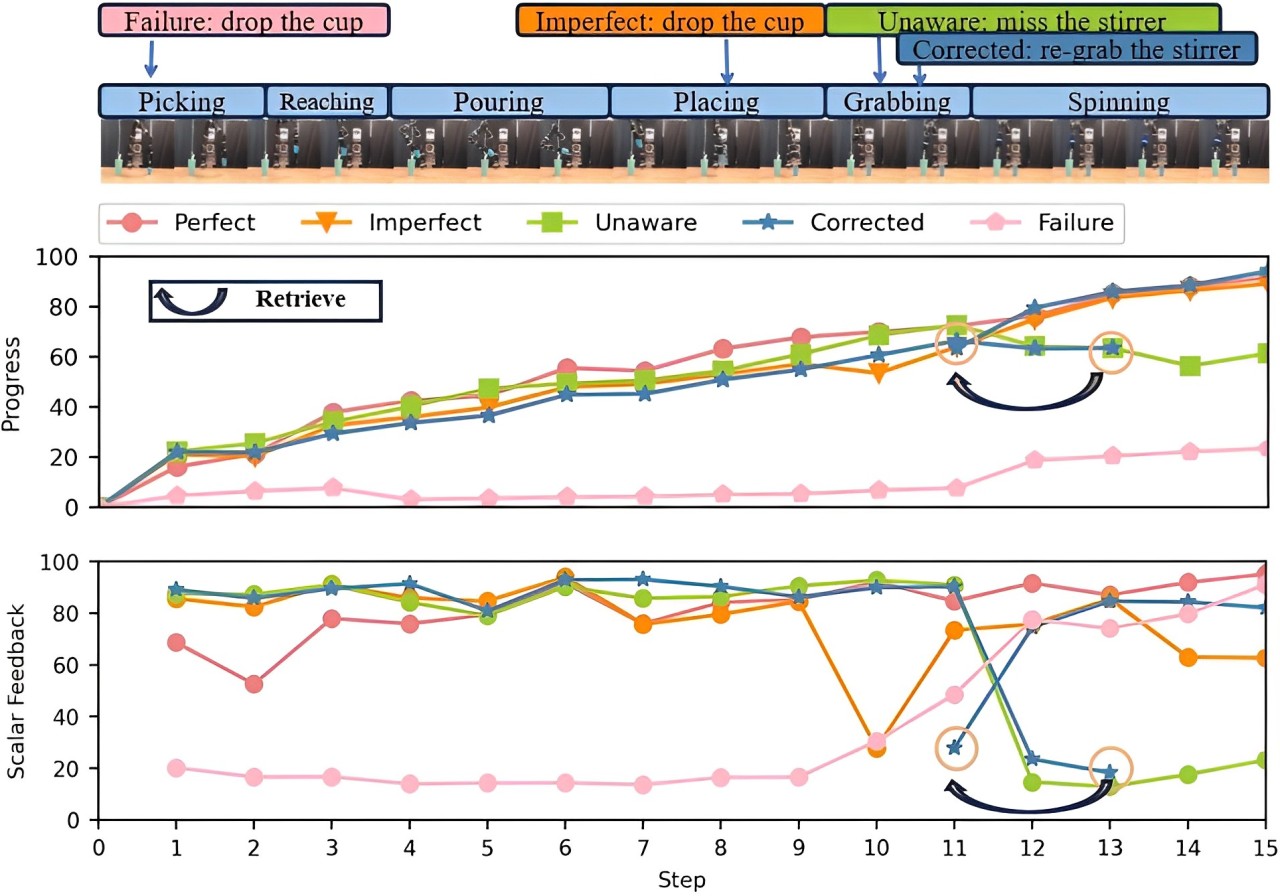 Failure: drop the cup
Imperfect: drop the cup
Unaware: miss the stirrer
Corrected: re-grab the stirrer
Picking
Reaching
Pouring
Placing
Grabbing
Spinning
Perfect
Imperfect
Unaware
Corrected
Failure
Retrieve
Progress
100
80
60
40
20
0
Scalar Feedback
100
80
60
40
20
0
0 1 2 3 4 5 6 7 8 9 10 11 12 13 14 15
Step